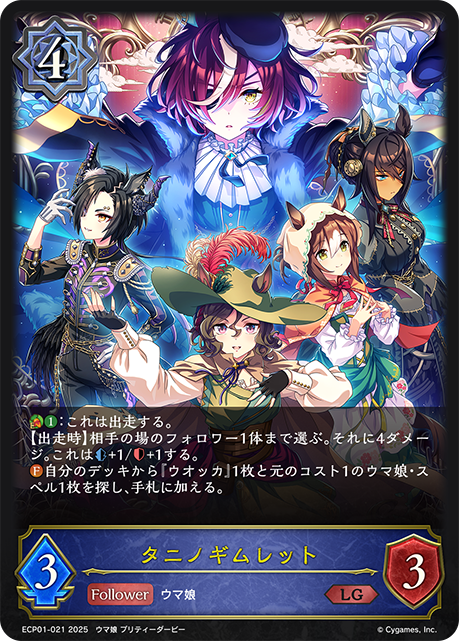 4
1:これは出走する。
【出走時】相手の場のフォロワー1体まで選ぶ。それに4ダメー
ジ。これは+1/+1する。
F自分のデッキから『ウオッカ』1枚と元のコスト1のウマ娘・ス
ペル1枚を探し、手札に加える。
タニノギムレット
3
Follower ウマ娘
LG
3
ECP01-021 2025 ウマ娘 プリティーダービー
© Cygames, Inc.